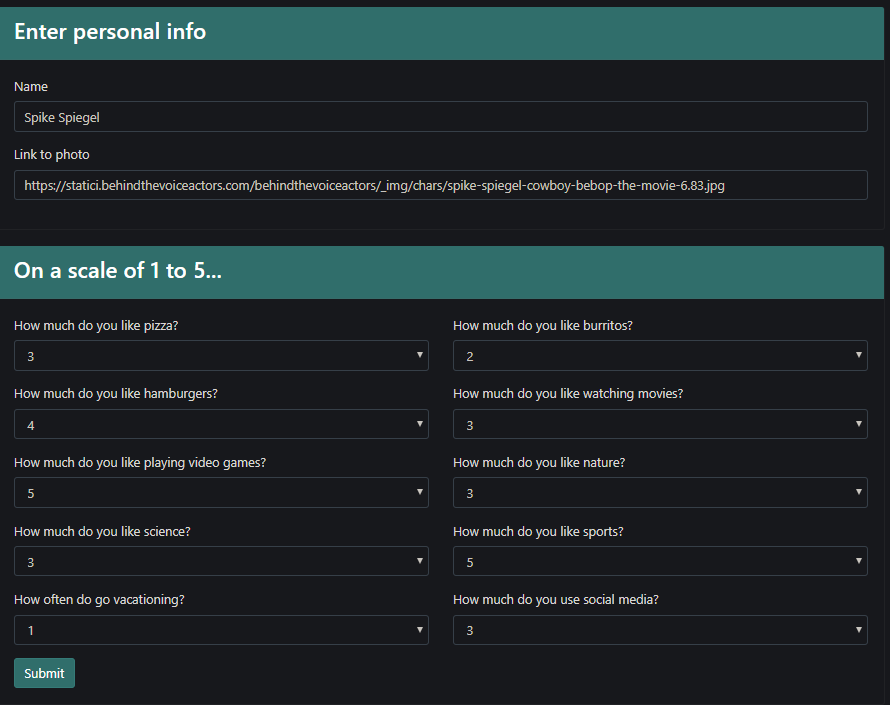 Enter personal info
Name
Spike Spiegel
Link to photo
https://statici.behindthevoiceactors.com/behindthevoiceactors/_img/chars/spike-spiegel-cowboy-bebop-the-movie-6.83.jpg
On a scale of 1 to 5...
How much do you like pizza?
3
How much do you like burritos?
2
How much do you like hamburgers?
4
How much do you like watching movies?
3
How much do you like playing video games?
5
How much do you like nature?
3
How much do you like science?
3
How much do you like sports?
5
How often do go vacationing?
1
How much do you use social media?
3
Submit